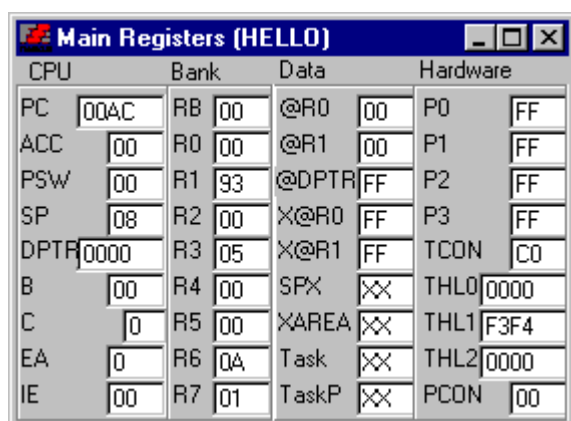 Main Registers (HELLO)
CPU Bank Data Hardware
PC 00AC RB 00 @R0 00 P0 FF
ACC 00 R0 00 @R1 00 P1 FF
PSW 00 R1 93 @DPTR FF P2 FF
SP 08 R2 00 X@R0 FF P3 FF
DPTR 0000 R3 05 X@R1 FF TCON C0
B 00 R4 00 SPX XX THL0 0000
C 0 R5 00 XAREA XX THL1 F3F4
EA 0 R6 0A Task XX THL2 0000
IE 00 R7 01 TaskP XX PCON 00